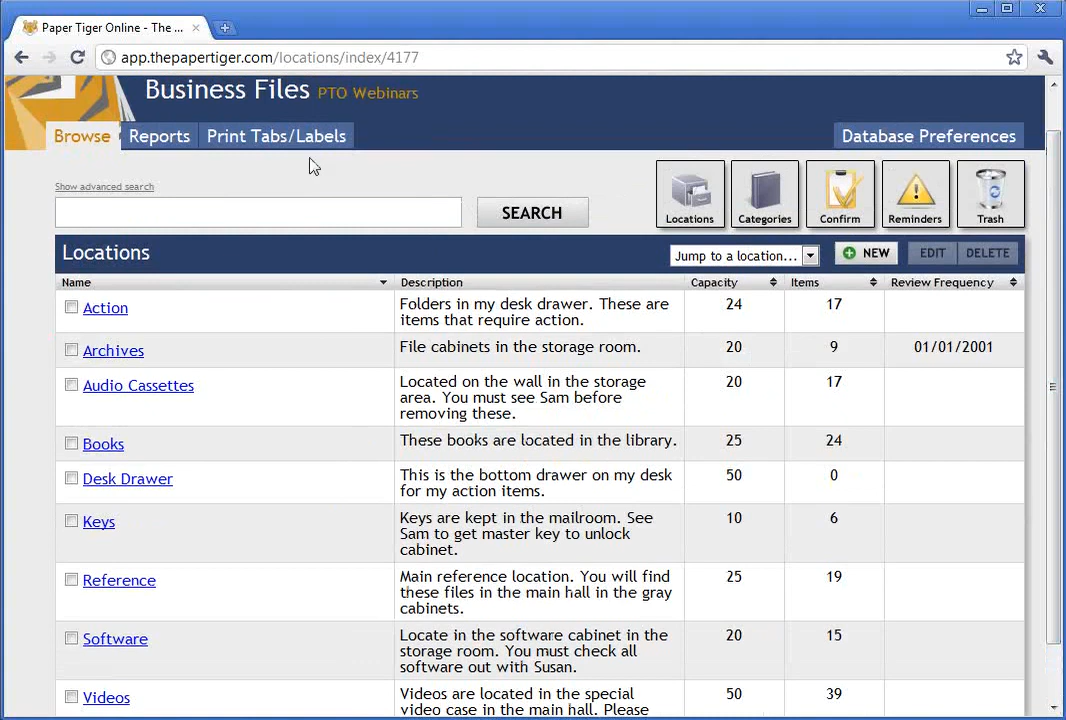 Paper Tiger Online - The ...
app.thepapertiger.com/locations/index/4177
Business Files PTO Webinars
Browse Reports Print Tabs/Labels Database Preferences
Show advanced search
SEARCH
Locations Categories Confirm Reminders Trash
Locations Jump to a location... NEW EDIT DELETE
Name Description Capacity Items Review Frequency
Action Folders in my desk drawer. These are 24 17
items that require action.
Archives File cabinets in the storage room. 20 9 01/01/2001
Audio Cassettes Located on the wall in the storage 20 17
area. You must see Sam before
removing these.
Books These books are located in the library. 25 24
Desk Drawer This is the bottom drawer on my desk 50 0
for my action items.
Keys Keys are kept in the mailroom. See 10 6
Sam to get master key to unlock
cabinet.
Reference Main reference location. You will find 25 19
these files in the main hall in the gray
cabinets.
Software Locate in the software cabinet in the 20 15
storage room. You must check all
software out with Susan.
Videos Videos are located in the special 50 39
video case in the main hall. Please